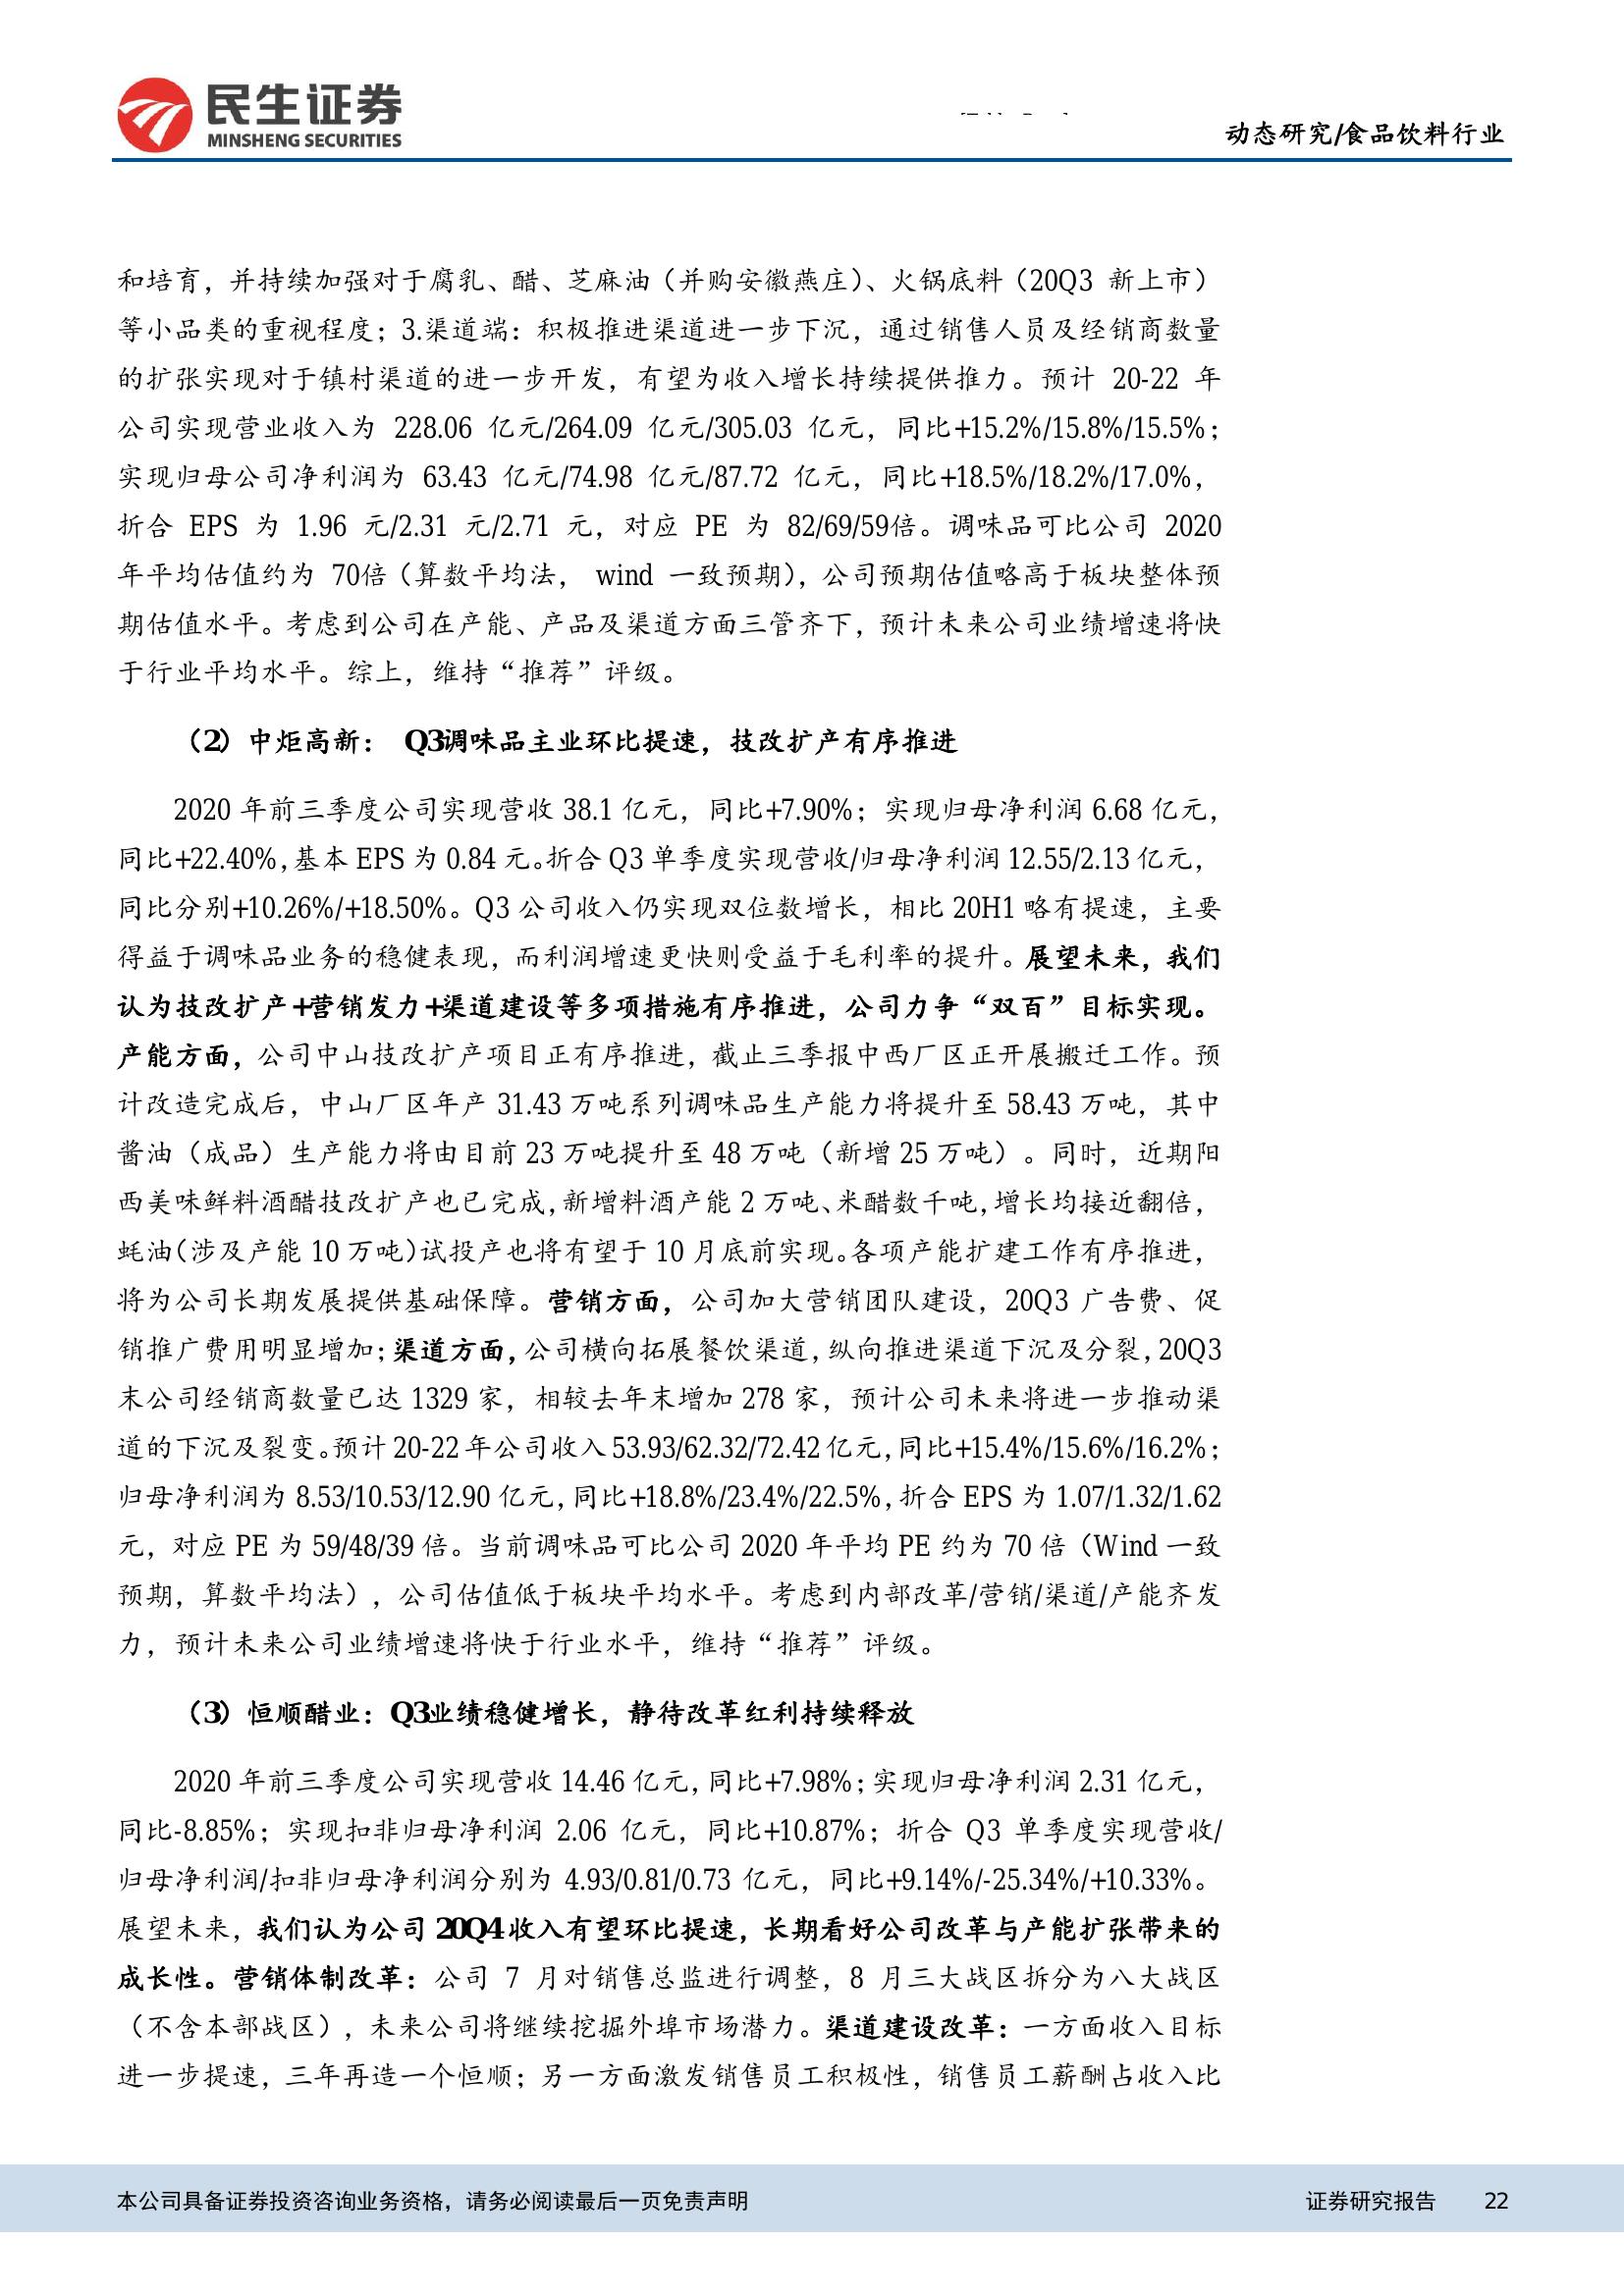 民生证券
MINSHENG SECURITIES
动态研究/食品饮料行业
和培育，并持续加强对于腐乳、醋、芝麻油（并购安徽燕庄）、火锅底料（20Q3 新上市）
等小品类的重视程度；3.渠道端：积极推进渠道进一步下沉，通过销售人员及经销商数量
的扩张实现对于镇村渠道的进一步开发，有望为收入增长持续提供推力。预计 20-22 年
公司实现营业收入为 228.06 亿元/264.09 亿元/305.03 亿元，同比+15.2%/15.8%/15.5%；
实现归母公司净利润为 63.43 亿元/74.98 亿元/87.72 亿元，同比+18.5%/18.2%/17.0%，
折合 EPS 为 1.96 元/2.31 元/2.71 元，对应 PE 为 82/69/59倍。调味品可比公司 2020
年平均估值约为 70倍（算数平均法， wind 一致预期），公司预期估值略高于板块整体预
期估值水平。考虑到公司在产能、产品及渠道方面三管齐下，预计未来公司业绩增速将快
于行业平均水平。综上，维持“推荐”评级。
（2）中炬高新： Q3调味品主业环比提速，技改扩产有序推进
2020 年前三季度公司实现营收 38.1 亿元，同比+7.90%；实现归母净利润 6.68 亿元，
同比+22.40%，基本 EPS 为 0.84 元。折合 Q3 单季度实现营收/归母净利润 12.55/2.13 亿元，
同比分别+10.26%/+18.50%。Q3 公司收入仍实现双位数增长，相比 20H1 略有提速，主要
得益于调味品业务的稳健表现，而利润增速更快则受益于毛利率的提升。展望未来，我们
认为技改扩产+营销发力+渠道建设等多项措施有序推进，公司力争“双百”目标实现。
产能方面，公司中山技改扩产项目正有序推进，截止三季报中西厂区正开展搬迁工作。预
计改造完成后，中山厂区年产 31.43 万吨系列调味品生产能力将提升至 58.43 万吨，其中
酱油（成品）生产能力将由目前 23 万吨提升至 48 万吨（新增 25 万吨）。同时，近期阳
西美味鲜料酒醋技改扩产也已完成，新增料酒产能 2 万吨、米醋数千吨，增长均接近翻倍，
蚝油（涉及产能 10 万吨）试投产也将有望于 10 月底前实现。各项产能扩建工作有序推进，
将为公司长期发展提供基础保障。营销方面，公司加大营销团队建设，20Q3 广告费、促
销推广费用明显增加；渠道方面，公司横向拓展餐饮渠道，纵向推进渠道下沉及分裂，20Q3
末公司经销商数量已达 1329 家，相较去年末增加 278 家，预计公司未来将进一步推动渠
道的下沉及裂变。预计 20-22 年公司收入 53.93/62.32/72.42 亿元，同比+15.4%/15.6%/16.2%；
归母净利润为 8.53/10.53/12.90 亿元，同比+18.8%/23.4%/22.5%，折合 EPS 为 1.07/1.32/1.62
元，对应 PE 为 59/48/39 倍。当前调味品可比公司 2020 年平均 PE 约为 70 倍（Wind 一致
预期，算数平均法），公司估值低于板块平均水平。考虑到内部改革/营销/渠道/产能齐发
力，预计未来公司业绩增速将快于行业水平，维持“推荐”评级。
（3）恒顺醋业：Q3业绩稳健增长，静待改革红利持续释放
2020 年前三季度公司实现营收 14.46 亿元，同比+7.98%；实现归母净利润 2.31 亿元，
同比-8.85%；实现扣非归母净利润 2.06 亿元，同比+10.87%；折合 Q3 单季度实现营收/
归母净利润/扣非归母净利润分别为 4.93/0.81/0.73 亿元，同比+9.14%/-25.34%/+10.33%。
展望未来，我们认为公司 20Q4 收入有望环比提速，长期看好公司改革与产能扩张带来的
成长性。营销体制改革：公司 7 月对销售总监进行调整，8 月三大战区拆分为八大战区
（不含本部战区），未来公司将继续挖掘外埠市场潜力。渠道建设改革：一方面收入目标
进一步提速，三年再造一个恒顺；另一方面激发销售员工积极性，销售员工薪酬占收入比
本公司具备证券投资咨询业务资格，请务必阅读最后一页免责声明
证券研究报告 22